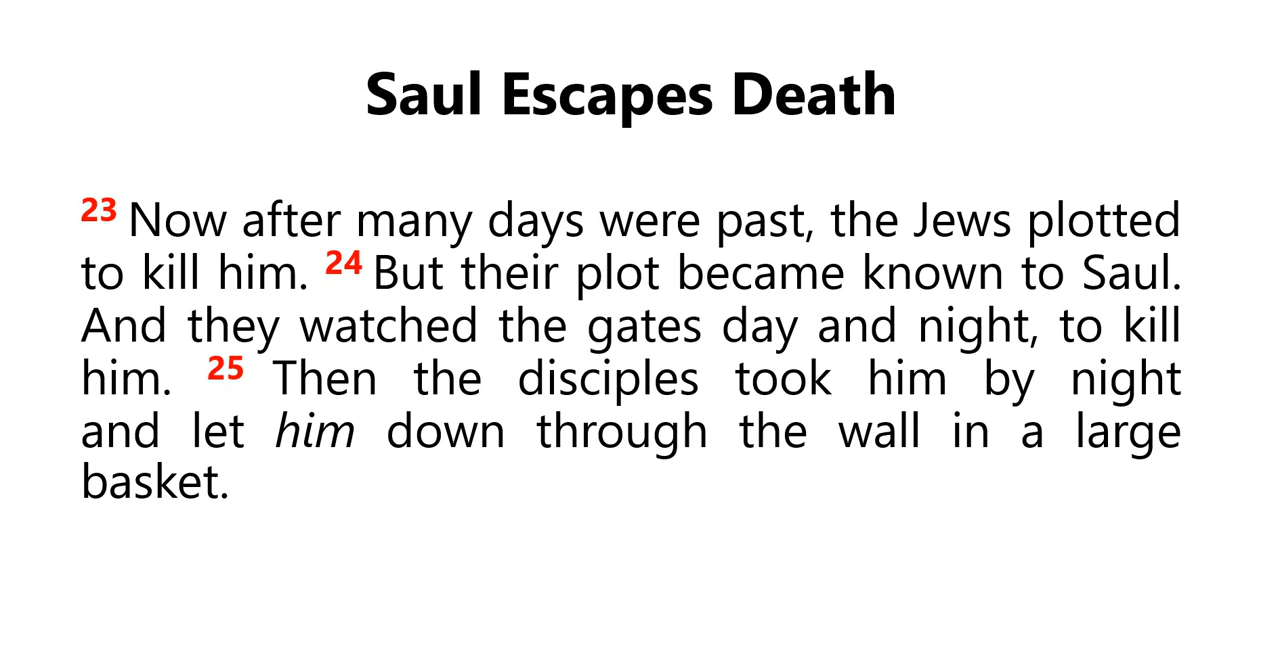 Saul Escapes Death
23 Now after many days were past, the Jews plotted
to kill him. 24 But their plot became known to Saul.
And they watched the gates day and night, to kill
him. 25 Then the disciples took him by night
and let him down through the wall in a large
basket.